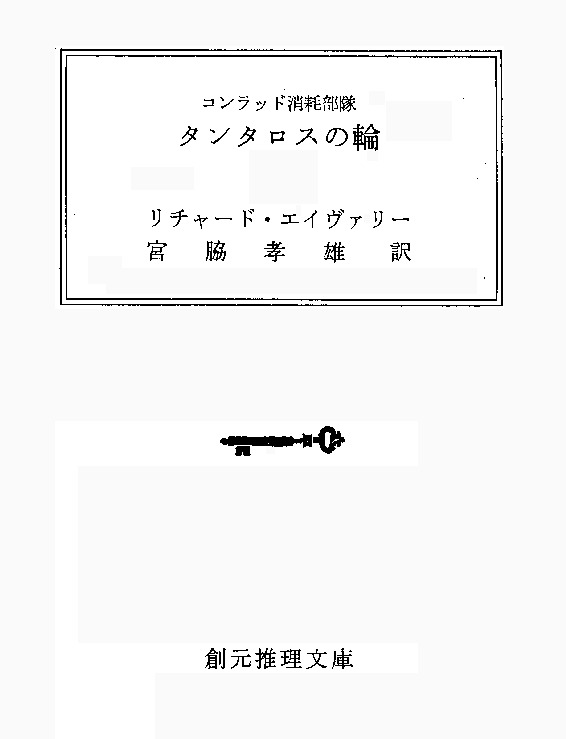 コンラッド消耗部隊
タンタロスの輪
リチャード・エイヴァリー
宮脇孝雄訳
創元推理文庫